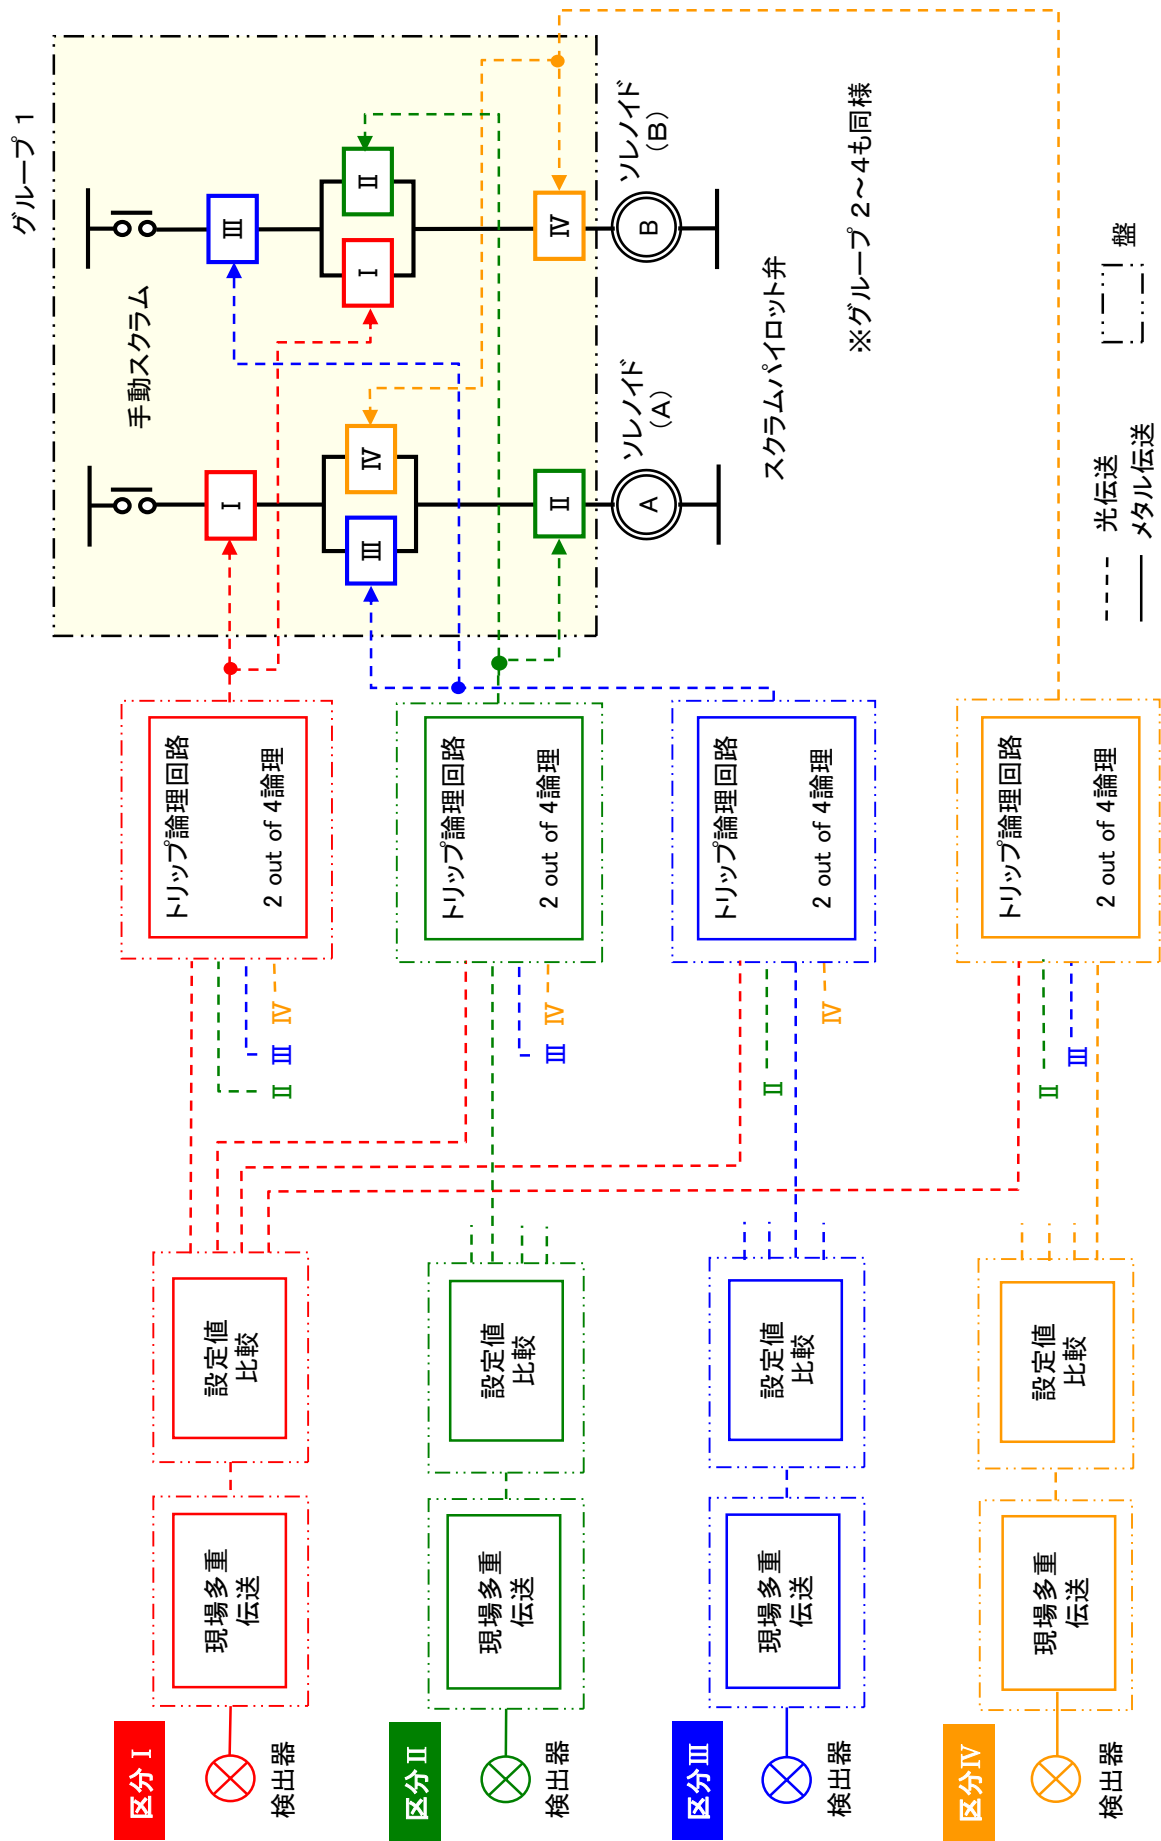 区分Ⅰ
検出器
現場多重
伝送
設定値
比較
Ⅱ
Ⅲ
Ⅳ
トリップ論理回路
2 out of 4論理
区分Ⅱ
検出器
現場多重
伝送
設定値
比較
Ⅲ
Ⅳ
トリップ論理回路
2 out of 4論理
区分Ⅲ
検出器
現場多重
伝送
設定値
比較
Ⅱ
Ⅳ
トリップ論理回路
2 out of 4論理
区分Ⅳ
検出器
現場多重
伝送
設定値
比較
Ⅱ
Ⅲ
トリップ論理回路
2 out of 4論理
グループ 1
手動スクラム
Ⅰ
Ⅲ
Ⅳ
Ⅱ
A
ソレノイド
(A)
Ⅲ
Ⅰ
Ⅱ
Ⅳ
B
ソレノイド
(B)
スクラムパイロット弁
※グループ 2～4も同様
光伝送
メタル伝送
盤